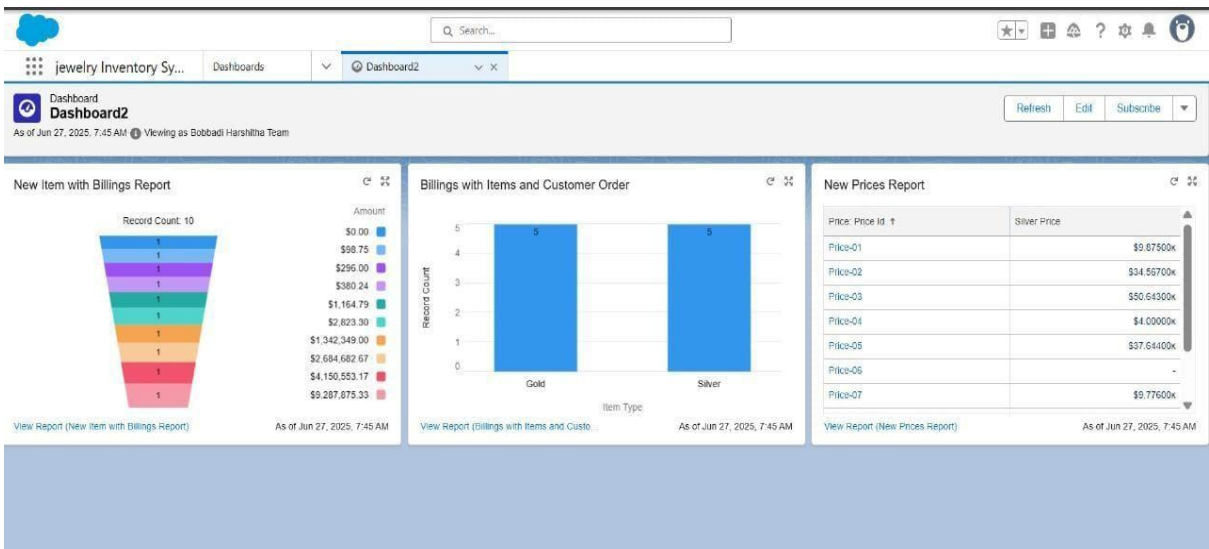 Search...
jewelry Inventory Sy...
Dashboards
Dashboard2
Dashboard
Dashboard2
As of Jun 27, 2025, 7:45 AM Viewing as Bobbadi Harshitha Team
Refresh
Edit
Subscribe
New Item with Billings Report
Record Count: 10
1
1
1
1
1
1
1
1
1
1
Amount
$0.00
$98.75
$296.00
$380.24
$1,164.79
$2,823.30
$1,342,349.00
$2,684,682.67
$4,150,553.17
$9,287,875.33
View Report (New Item with Billings Report)
As of Jun 27, 2025, 7:45 AM
Billings with Items and Customer Order
Record Count
5
4
3
2
1
0
5
5
Gold
Silver
Item Type
View Report (Billings with Items and Custo...
As of Jun 27, 2025, 7:45 AM
New Prices Report
Price: Price Id ↑ Silver Price
Price-01 $9.87500k
Price-02 $34.56700k
Price-03 $50.64300k
Price-04 $4.00000k
Price-05 $37.64400k
Price-06 -
Price-07 $9.77600k
View Report (New Prices Report)
As of Jun 27, 2025, 7:45 AM